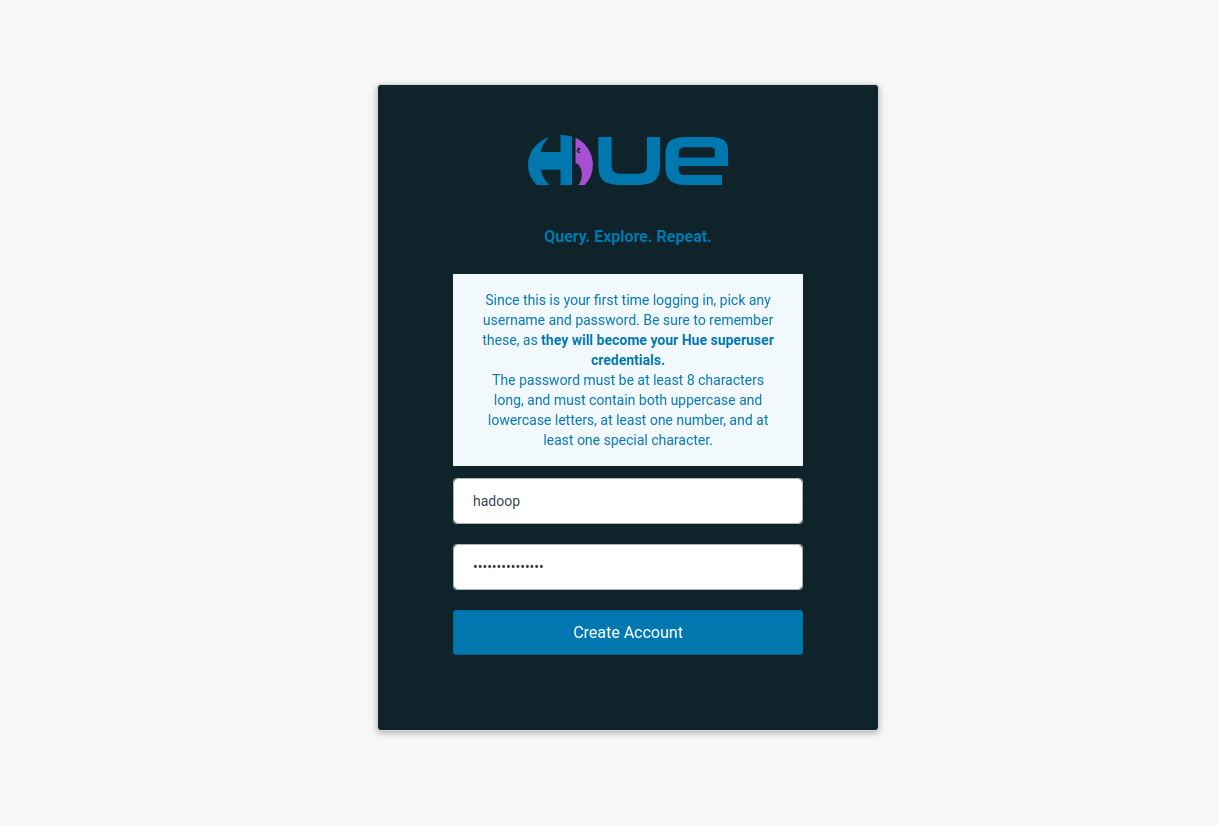 HUE
Query. Explore. Repeat.
Since this is your first time logging in, pick any
username and password. Be sure to remember
these, as they will become your Hue superuser
credentials.
The password must be at least 8 characters
long, and must contain both uppercase and
lowercase letters, at least one number, and at
least one special character.
hadoop
•••••••••••••••
Create Account